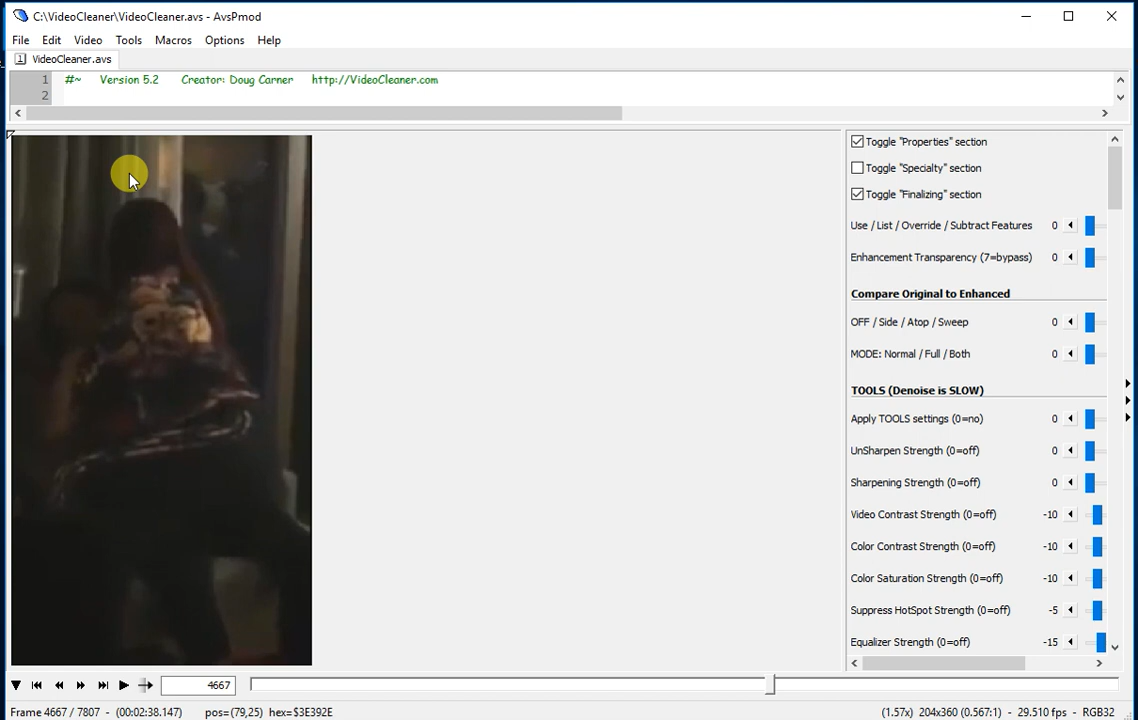 C:\VideoCleaner\VideoCleaner.avs - AvsPmod
File Edit Video Tools Macros Options Help
1 VideoCleaner.avs
1 #~ Version 5.2 Creator: Doug Carner http://VideoCleaner.com
2
Toggle "Properties" section
Toggle "Specialty" section
Toggle "Finalizing" section
Use / List / Override / Subtract Features 0
Enhancement Transparency (7=bypass) 0
Compare Original to Enhanced
OFF / Side / Atop / Sweep 0
MODE: Normal / Full / Both 0
TOOLS (Denoise is SLOW)
Apply TOOLS settings (0=no) 0
UnSharpen Strength (0=off) 0
Sharpening Strength (0=off) 0
Video Contrast Strength (0=off) -10
Color Contrast Strength (0=off) -10
Color Saturation Strength (0=off) -10
Suppress HotSpot Strength (0=off) -5
Equalizer Strength (0=off) -15
4667
Frame 4667 / 7807 - (00:02:38.147) pos=(79,25) hex=$3E392E (1.57x) 204x360 (0.567:1) - 29.510 fps - RGB32